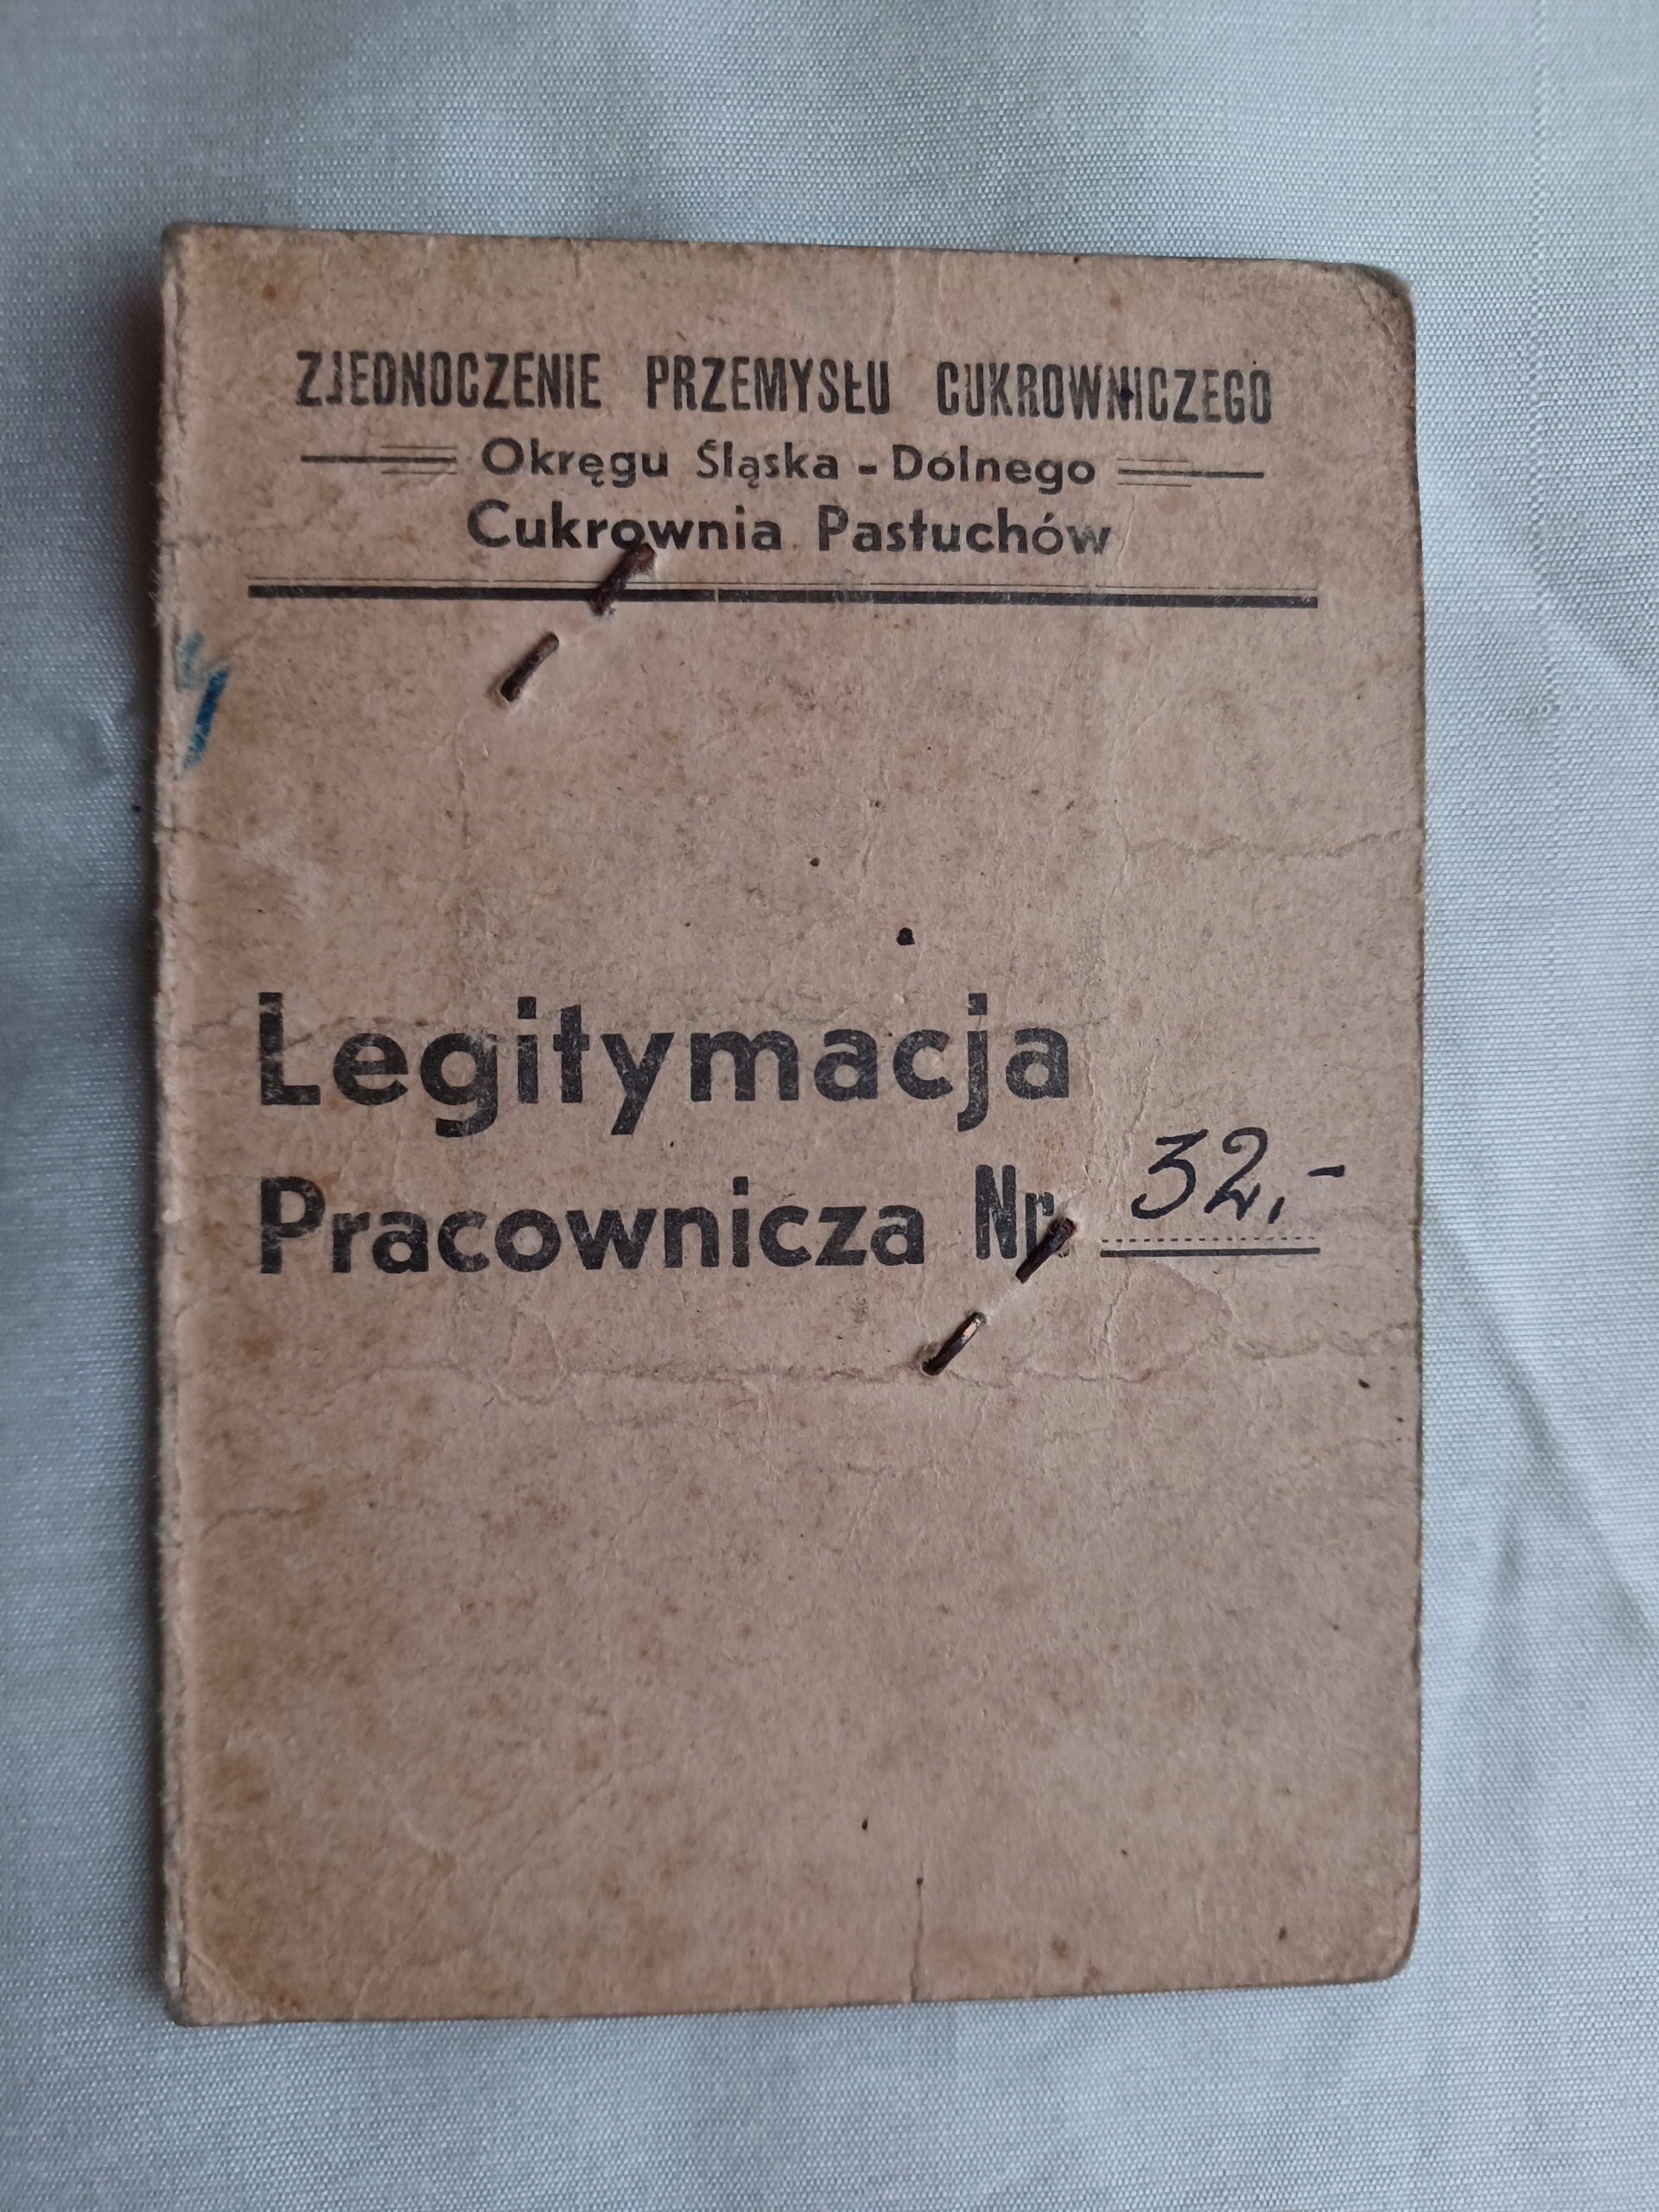 ZJEDNOCZENIE PRZEMYSŁU CUKROWNICZEGO
Okręgu Śląska - Dolnego
Cukrownia Pastuchów
Legitymacja
Pracownicza Nr. 32,-